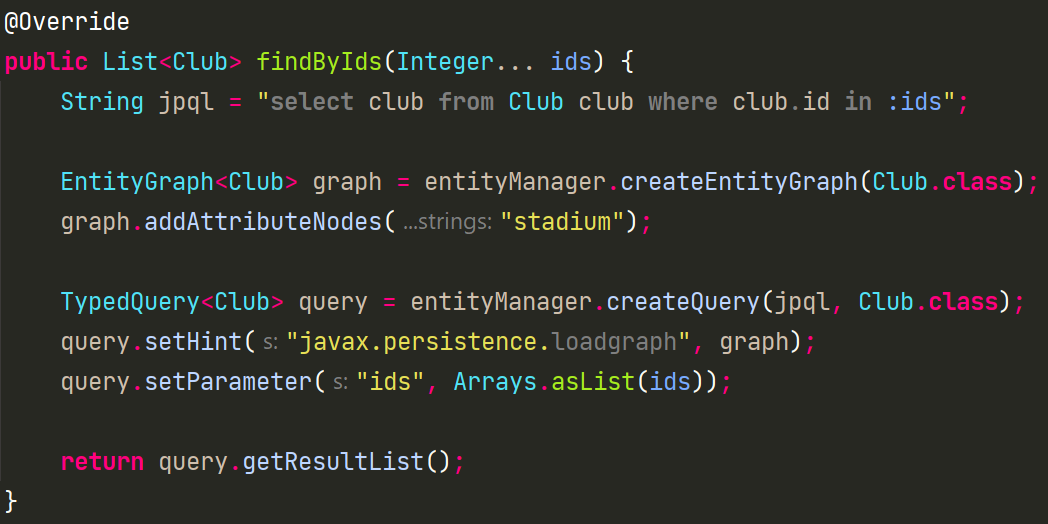 @Override
public List<Club> findByIds(Integer... ids) {
String jpql = "select club from Club club where club.id in :ids";
EntityGraph<Club> graph = entityManager.createEntityGraph(Club.class);
graph.addAttributeNodes( ...strings: "stadium");
TypedQuery<Club> query = entityManager.createQuery(jpql, Club.class);
query.setHint( s: "javax.persistence.loadgraph", graph);
query.setParameter( s: "ids", Arrays.asList(ids));
return query.getResultList();
}